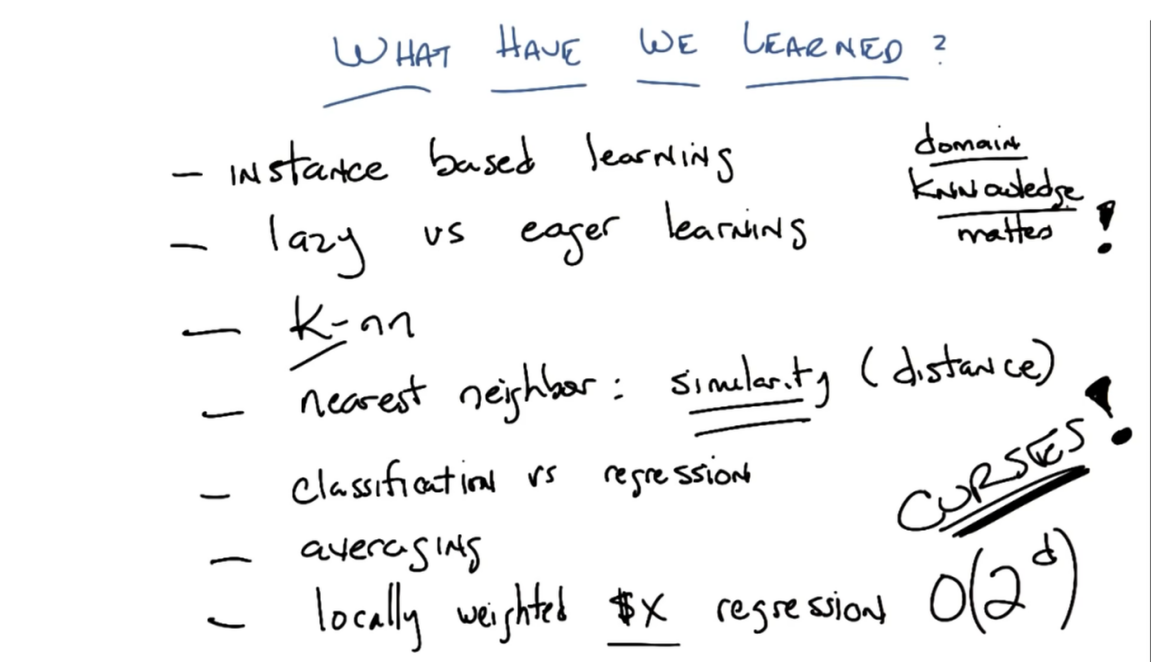 WHAT HAVE WE LEARNED?
- instance based learning
- lazy vs eager learning
- k-nn
- nearest neighbor: similarity (distance)
- classification vs regression
- averaging
- locally weighted $X regression
domain
KNNowledge
matters
!
CURSES!
O(2^d)